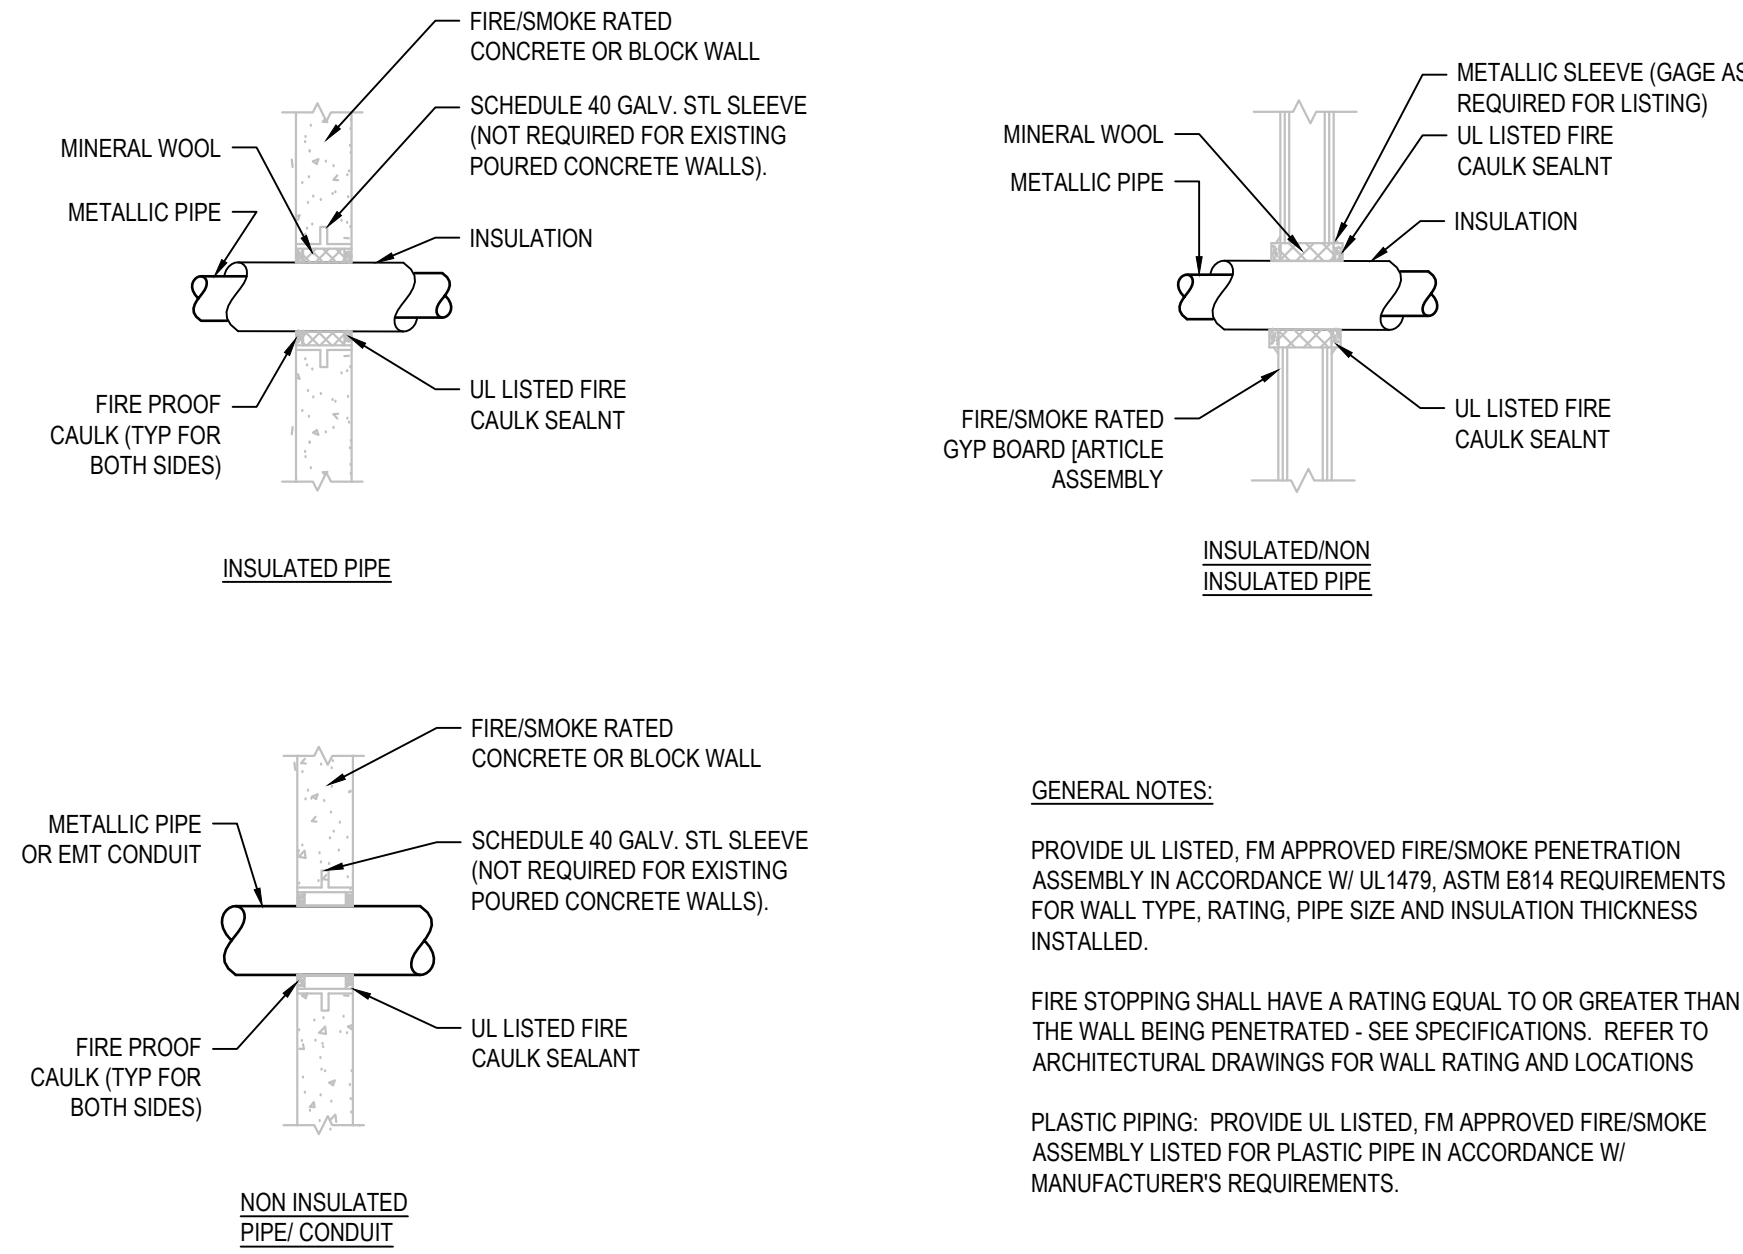 FIRE/SMOKE RATED
CONCRETE OR BLOCK WALL
SCHEDULE 40 GALV. STL SLEEVE
(NOT REQUIRED FOR EXISTING
POURED CONCRETE WALLS).
MINERAL WOOL
METALLIC PIPE
INSULATION
FIRE PROOF
CAULK (TYP FOR
BOTH SIDES)
UL LISTED FIRE
CAULK SEALNT
INSULATED PIPE
METALLIC SLEEVE (GAGE AS
REQUIRED FOR LISTING)
MINERAL WOOL
UL LISTED FIRE
CAULK SEALNT
METALLIC PIPE
INSULATION
FIRE/SMOKE RATED
GYP BOARD [ARTICLE
ASSEMBLY
UL LISTED FIRE
CAULK SEALNT
INSULATED/NON
INSULATED PIPE
FIRE/SMOKE RATED
CONCRETE OR BLOCK WALL
METALLIC PIPE
OR EMT CONDUIT
SCHEDULE 40 GALV. STL SLEEVE
(NOT REQUIRED FOR EXISTING
POURED CONCRETE WALLS).
FIRE PROOF
CAULK (TYP FOR
BOTH SIDES)
UL LISTED FIRE
CAULK SEALANT
NON INSULATED
PIPE/ CONDUIT
GENERAL NOTES:
PROVIDE UL LISTED, FM APPROVED FIRE/SMOKE PENETRATION
ASSEMBLY IN ACCORDANCE W/ UL1479, ASTM E814 REQUIREMENTS
FOR WALL TYPE, RATING, PIPE SIZE AND INSULATION THICKNESS
INSTALLED.
FIRE STOPPING SHALL HAVE A RATING EQUAL TO OR GREATER THAN
THE WALL BEING PENETRATED - SEE SPECIFICATIONS. REFER TO
ARCHITECTURAL DRAWINGS FOR WALL RATING AND LOCATIONS
PLASTIC PIPING: PROVIDE UL LISTED, FM APPROVED FIRE/SMOKE
ASSEMBLY LISTED FOR PLASTIC PIPE IN ACCORDANCE W/
MANUFACTURER'S REQUIREMENTS.